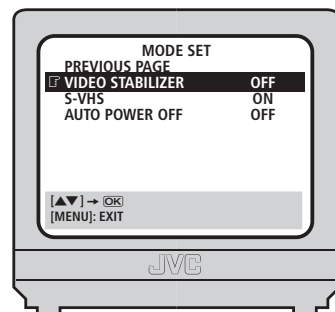 MODE SET
PREVIOUS PAGE
VIDEO STABILIZER OFF
S-VHS ON
AUTO POWER OFF OFF
[▲▼] → OK
[MENU]: EXIT
JVC